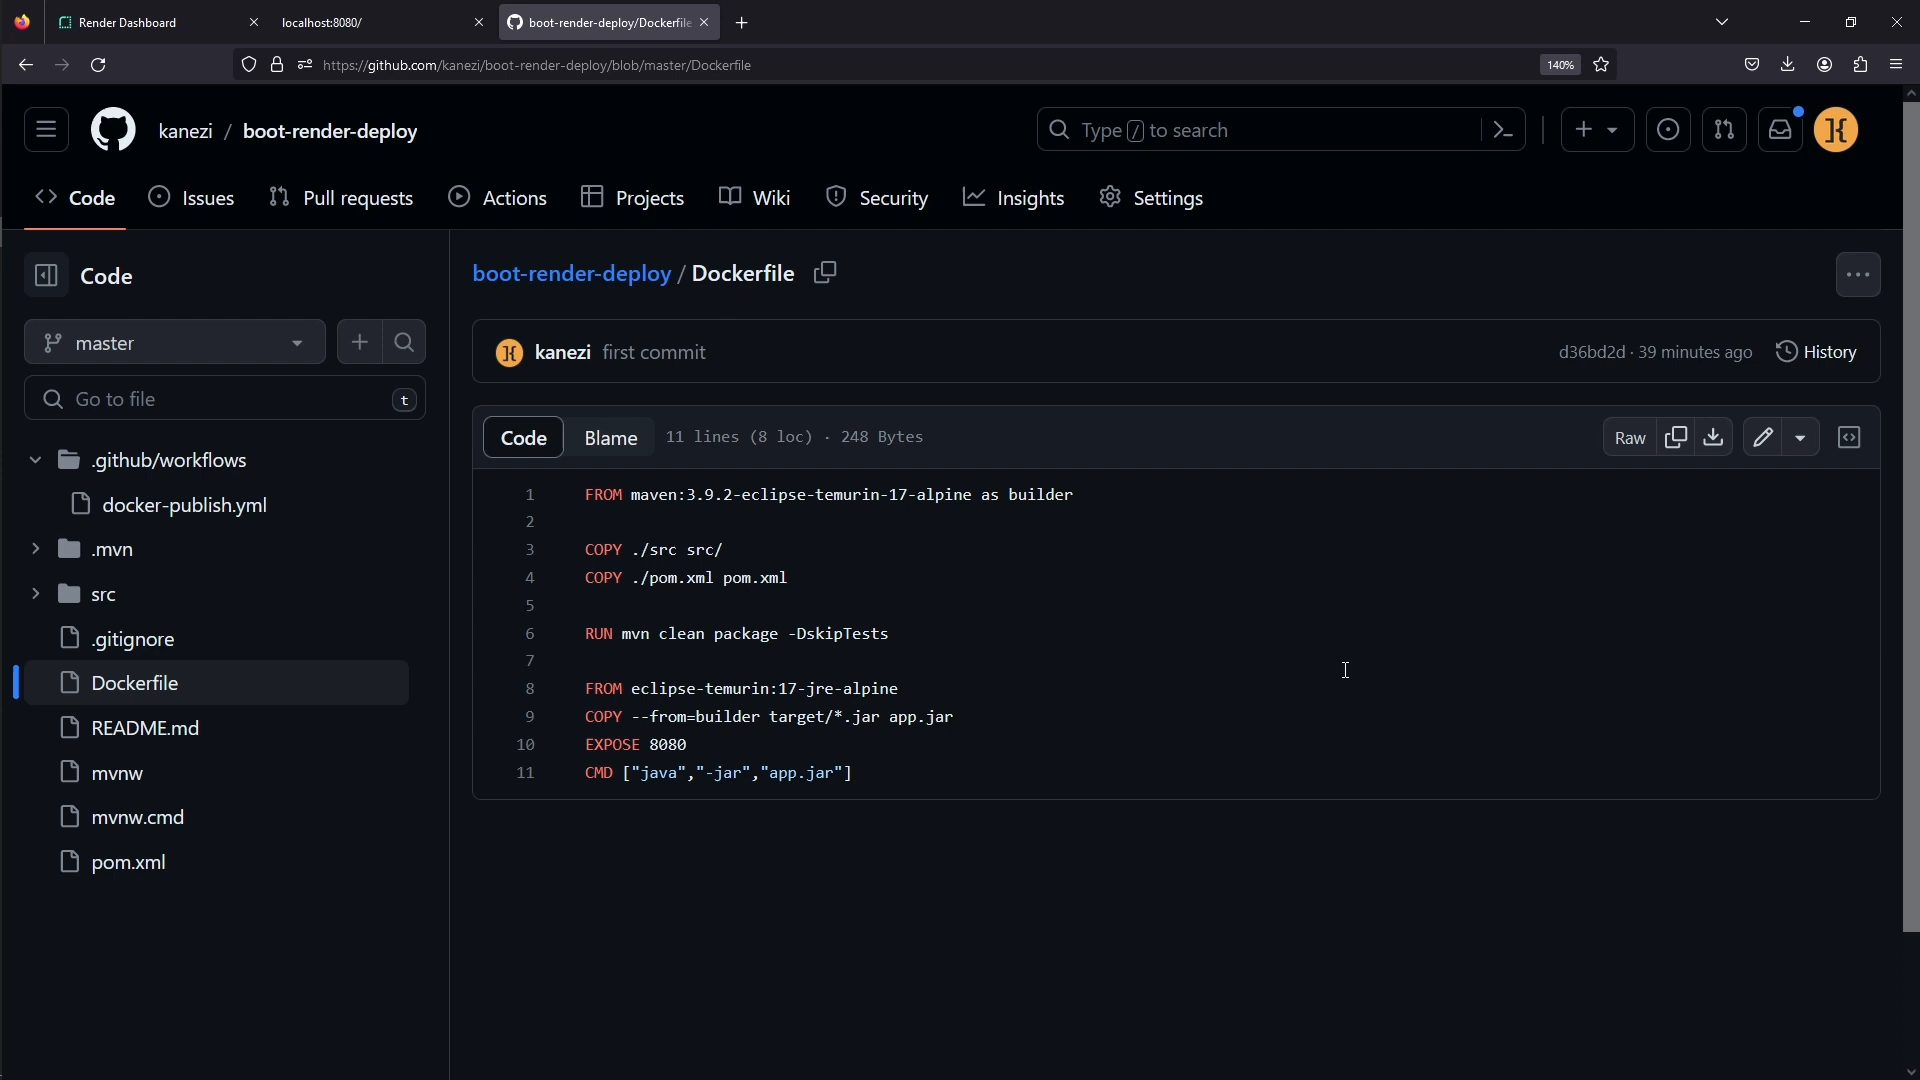 Render Dashboard
localhost:8080/
boot-render-deploy/Dockerfile
https://github.com/kanezi/boot-render-deploy/blob/master/Dockerfile
140%
kanezi / boot-render-deploy
Type / to search
Code
Issues
Pull requests
Actions
Projects
Wiki
Security
Insights
Settings
Code
master
Go to file
t
.github/workflows
docker-publish.yml
.mvn
src
.gitignore
Dockerfile
README.md
mvnw
mvnw.cmd
pom.xml
boot-render-deploy / Dockerfile
kanezi first commit
d36bd2d · 39 minutes ago
History
Code
Blame
11 lines (8 loc) · 248 Bytes
Raw
1 FROM maven:3.9.2-eclipse-temurin-17-alpine as builder
2
3 COPY ./src src/
4 COPY ./pom.xml pom.xml
5
6 RUN mvn clean package -DskipTests
7
8 FROM eclipse-temurin:17-jre-alpine
9 COPY --from=builder target/*.jar app.jar
10 EXPOSE 8080
11 CMD ["java","-jar","app.jar"]